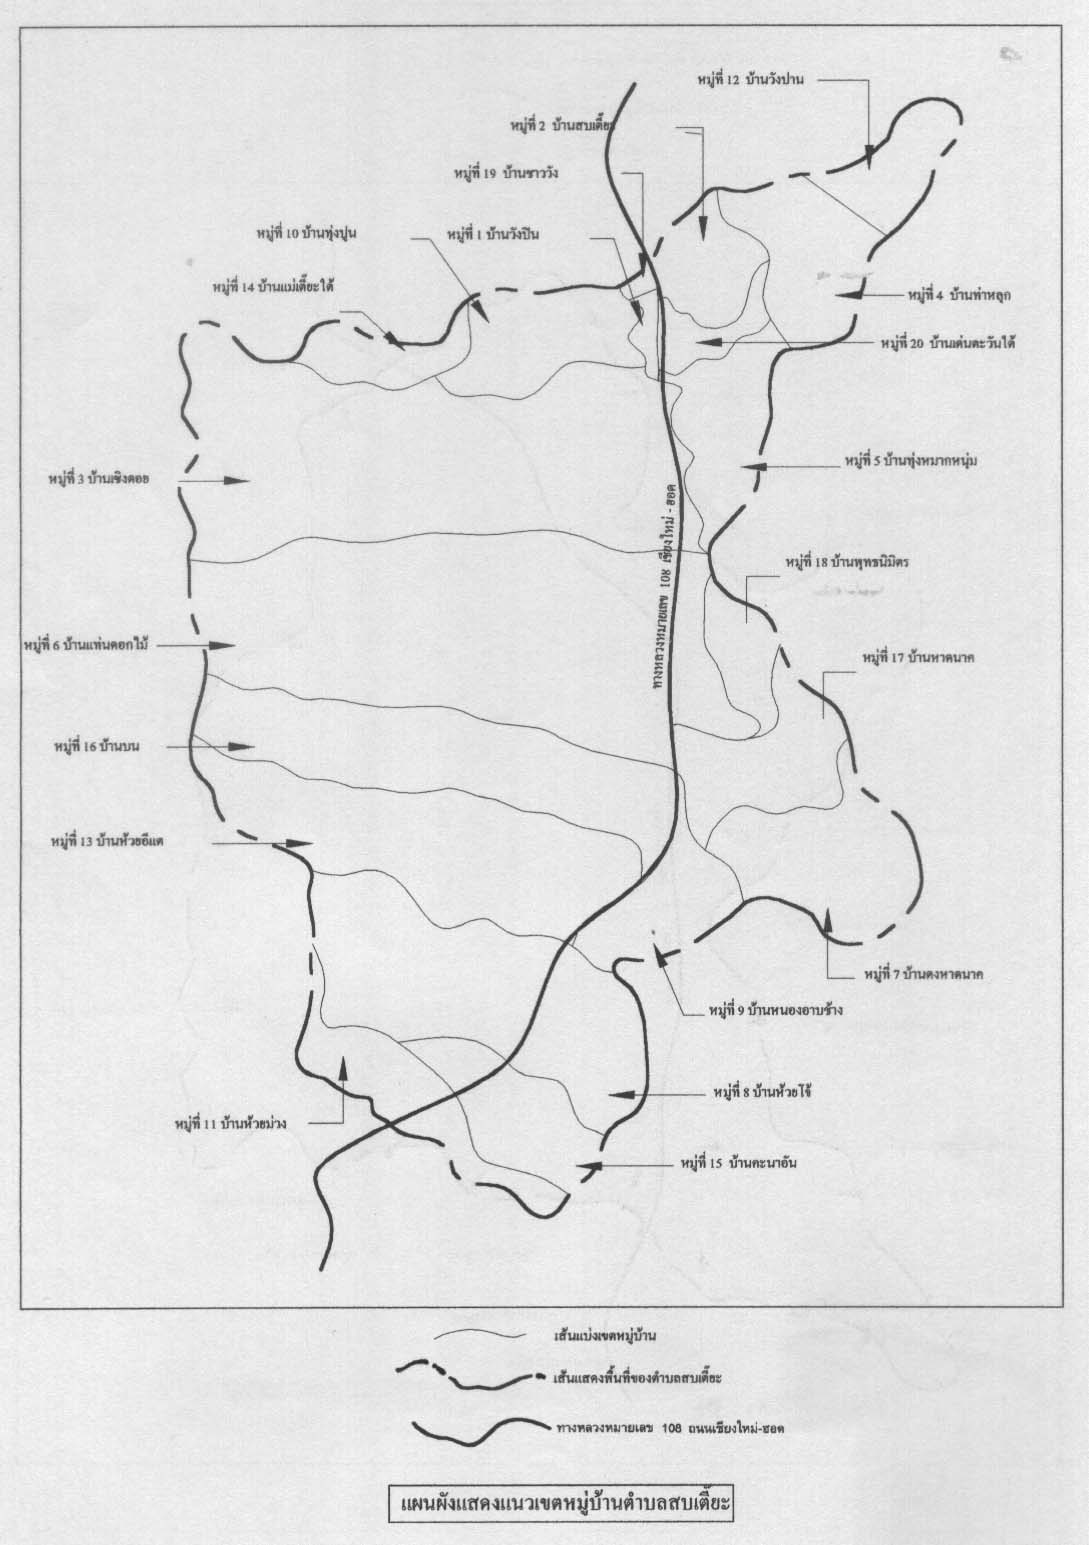 หมู่ที่ 12 บ้านวังปาน
หมู่ที่ 2 บ้านสบเตี๊ยะ
หมู่ที่ 19 บ้านชาววัง
หมู่ที่ 10 บ้านทุ่งปูน
หมู่ที่ 1 บ้านวังปิน
หมู่ที่ 14 บ้านแม่เตี๊ยะใต้
หมู่ที่ 4 บ้านท่าหลุก
หมู่ที่ 20 บ้านเด่นตะวันใต้
หมู่ที่ 5 บ้านทุ่งหมากหนุ่ม
หมู่ที่ 3 บ้านเชิงดอย
ทางหลวงหมายเลข 108 เชียงใหม่ - ฮอด
หมู่ที่ 18 บ้านพุทธนิมิตร
หมู่ที่ 6 บ้านแท่นดอกไม้
หมู่ที่ 17 บ้านหาดนาค
หมู่ที่ 16 บ้านบน
หมู่ที่ 13 บ้านห้วยอีแต
หมู่ที่ 7 บ้านดงหาดนาค
หมู่ที่ 9 บ้านหนองอาบช้าง
หมู่ที่ 8 บ้านห้วยโจ้
หมู่ที่ 11 บ้านห้วยม่วง
หมู่ที่ 15 บ้านคะนาอัน
เส้นแบ่งเขตหมู่บ้าน
เส้นแสดงพื้นที่ของตำบลสบเตี๊ยะ
ทางหลวงหมายเลข 108 ถนนเชียงใหม่-ฮอด
แผนผังแสดงแนวเขตหมู่บ้านตำบลสบเตี๊ยะ